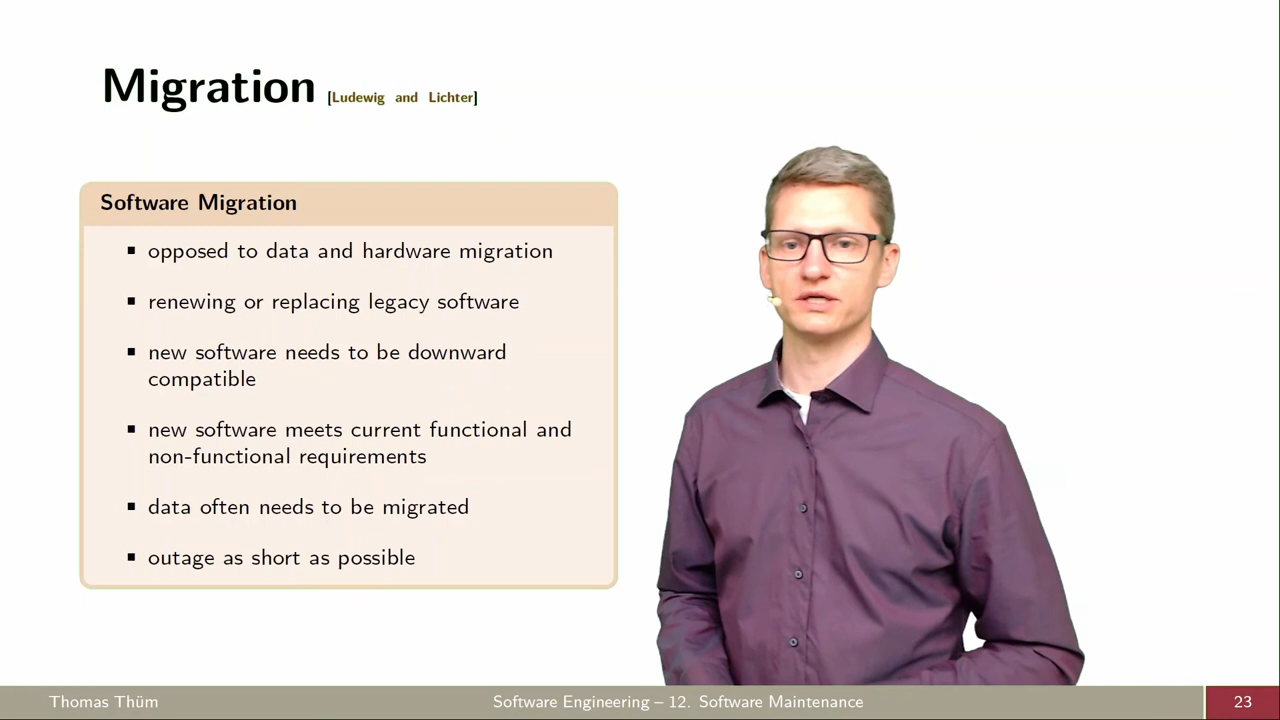 Migration [Ludewig and Lichter]
Software Migration
▪ opposed to data and hardware migration
▪ renewing or replacing legacy software
▪ new software needs to be downward
compatible
▪ new software meets current functional and
non-functional requirements
▪ data often needs to be migrated
▪ outage as short as possible
Thomas Thüm
Software Engineering – 12. Software Maintenance
23